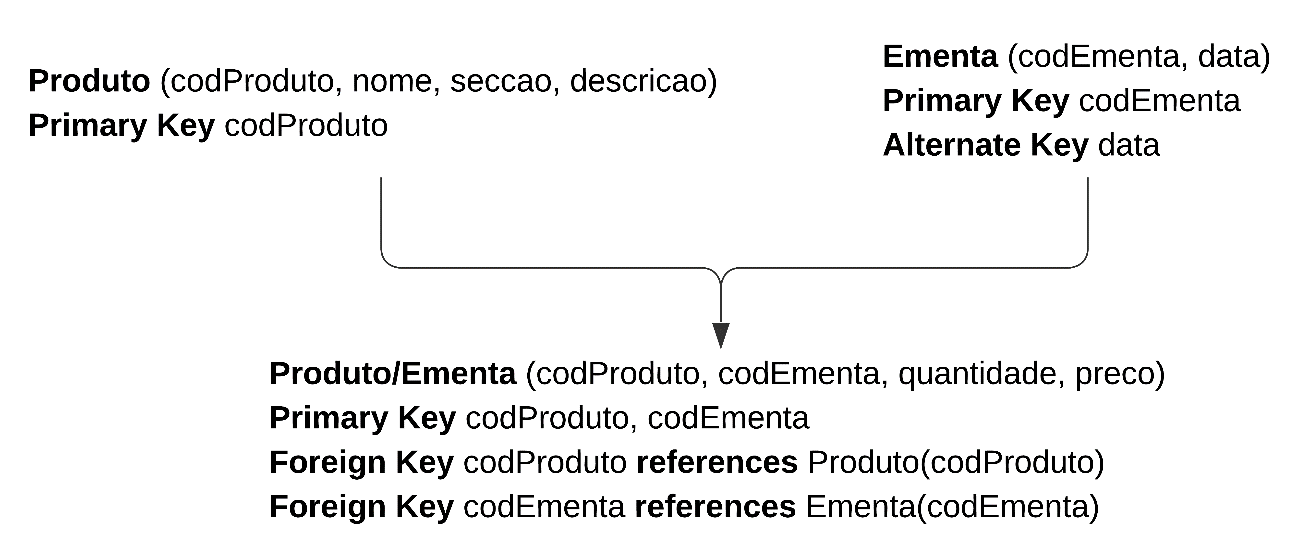 Produto (codProduto, nome, seccao, descricao)
Primary Key codProduto
Ementa (codEmenta, data)
Primary Key codEmenta
Alternate Key data
Produto/Ementa (codProduto, codEmenta, quantidade, preco)
Primary Key codProduto, codEmenta
Foreign Key codProduto references Produto(codProduto)
Foreign Key codEmenta references Ementa(codEmenta)